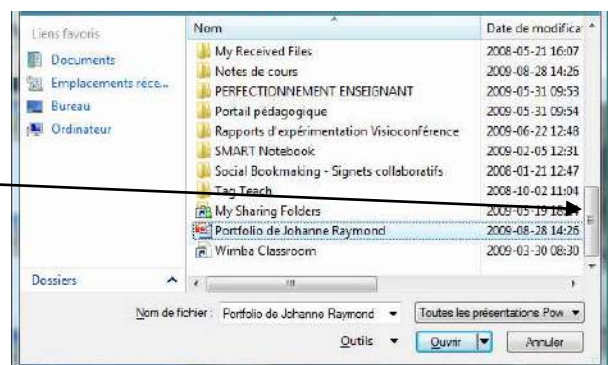 Liens favoris
Documents
Emplacements réce...
Bureau
Ordinateur
Dossiers
Nom Date de modifica
My Received Files 2008-05-21 16:07
Notes de cours 2009-08-28 14:26
PERFECTIONNEMENT ENSEIGNANT 2009-05-31 09:53
Portail pédagogique 2009-05-31 09:54
Rapports d'expérimentation Visioconférence 2009-06-22 12:48
SMART Notebook 2009-02-05 12:31
Social Bookmaking - Signets collaboratifs 2008-01-21 12:47
Tag Teach 2008-10-02 11:04
My Sharing Folders 2009-05-19
Portfolio de Johanne Raymond 2009-08-28 14:26
Wimba Classroom 2009-03-30 08:30
Nom de fichier : Portfolio de Johanne Raymond Toutes les présentations Pow
Outils Ouvrir Annuler